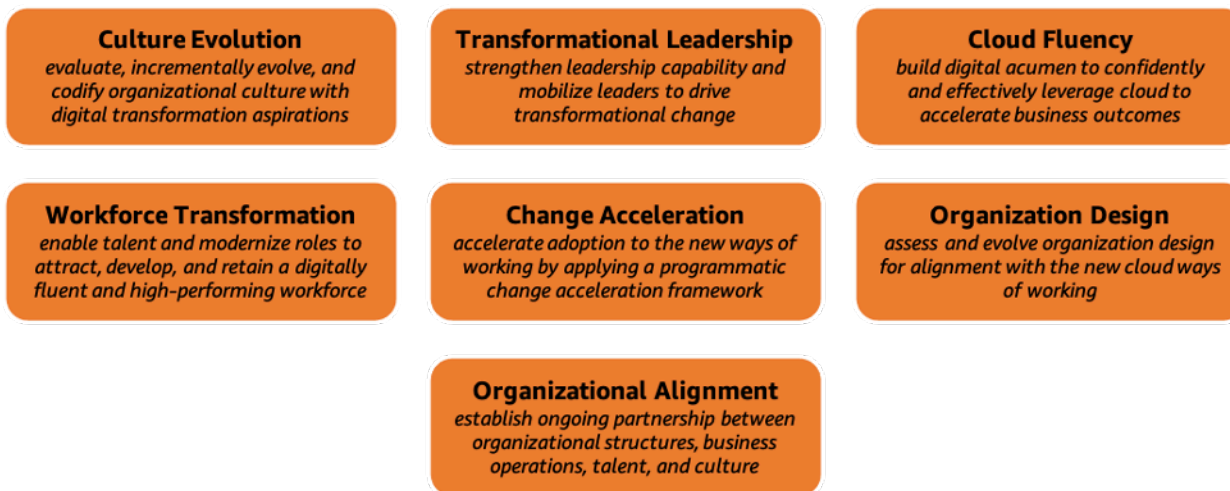 Culture Evolution
evaluate, incrementally evolve, and
codify organizational culture with
digital transformation aspirations
Transformational Leadership
strengthen leadership capability and
mobilize leaders to drive
transformational change
Cloud Fluency
build digital acumen to confidently
and effectively leverage cloud to
accelerate business outcomes
Workforce Transformation
enable talent and modernize roles to
attract, develop, and retain a digitally
fluent and high-performing workforce
Change Acceleration
accelerate adoption to the new ways of
working by applying a programmatic
change acceleration framework
Organization Design
assess and evolve organization design
for alignment with the new cloud ways
of working
Organizational Alignment
establish ongoing partnership between
organizational structures, business
operations, talent, and culture